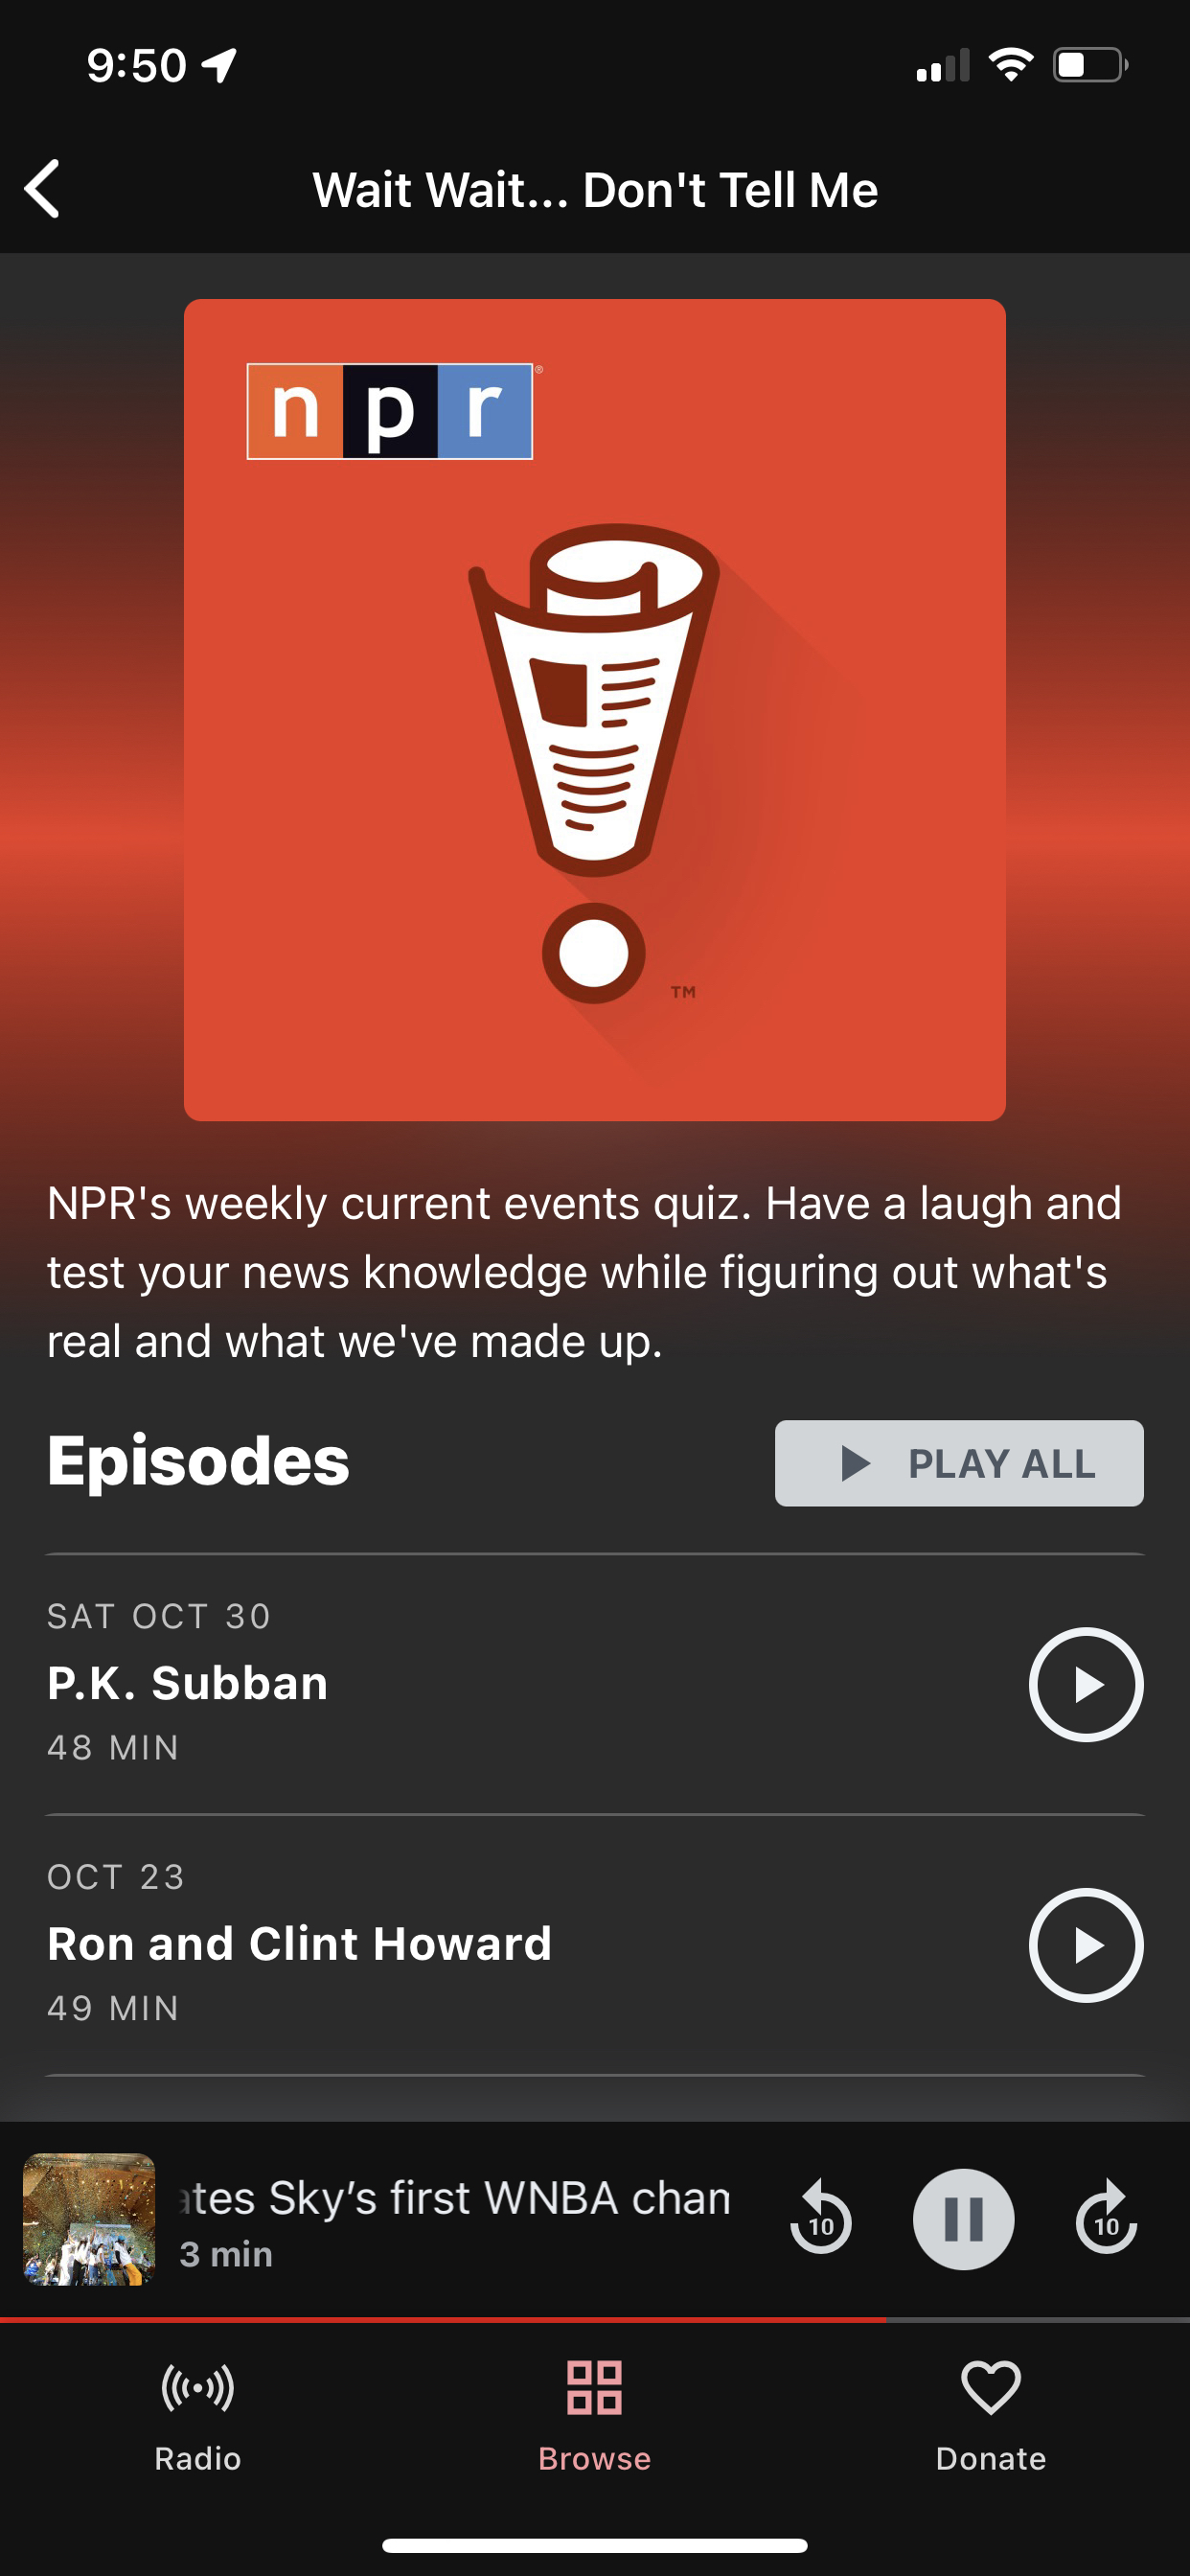 9:50
Wait Wait... Don't Tell Me
npr®
TM
NPR's weekly current events quiz. Have a laugh and
test your news knowledge while figuring out what's
real and what we've made up.
Episodes
PLAY ALL
SAT OCT 30
P.K. Subban
48 MIN
OCT 23
Ron and Clint Howard
49 MIN
ates Sky’s first WNBA chan
3 min
10
10
Radio
Browse
Donate